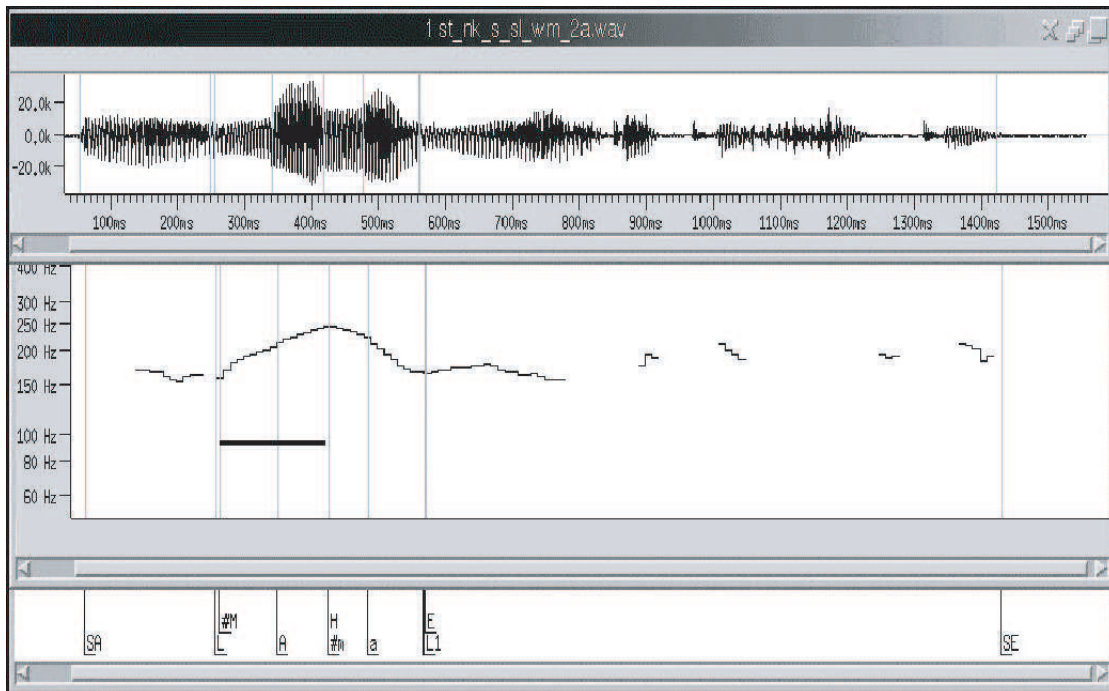 1 st_nk_s_sl_wm_2a.wav
20.0k
0.0k
-20.0k
100ms 200ms 300ms 400ms 500ms 600ms 700ms 800ms 900ms 1000ms 1100ms 1200ms 1300ms 1400ms 1500ms
400 Hz
300 Hz
250 Hz
200 Hz
150 Hz
100 Hz
80 Hz
60 Hz
#M H E
SA L A #m a L1 SE